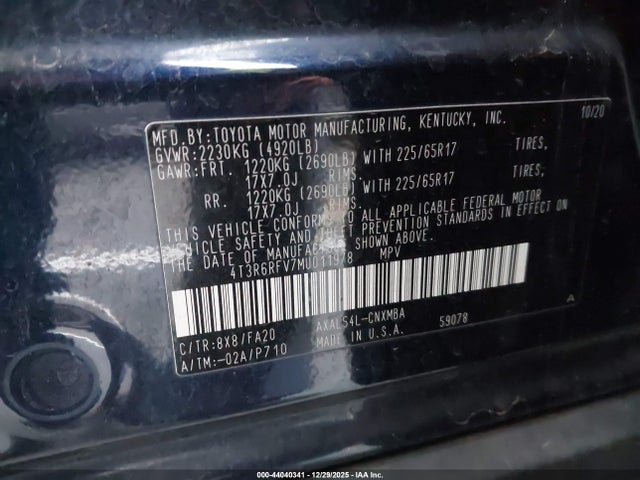 10/20
MFD.BY:TOYOTA MOTOR MANUFACTURING, KENTUCKY, INC.
GVWR:2230KG (4920LB)
GAWR:FRT. 1220KG (2690LB) WITH 225/65R17 TIRES,
17X7.0J RIMS.
RR. 1220KG (2690LB) WITH 225/65R17 TIRES,
17X7.0J RIMS.
THIS VEHICLE CONFORMS TO ALL APPLICABLE FEDERAL MOTOR
VEHICLE SAFETY AND THEFT PREVENTION STANDARDS IN EFFECT ON
THE DATE OF MANUFACTURE SHOWN ABOVE.
4T3R6RFV7MU011978 MPV
C/TR:8X8/FA20 AXAL54L-CNXMBA A
A/TM:-02A/P710 MADE IN U.S.A. 59078
000-44040341 - 12/29/2025 - IAA Inc.